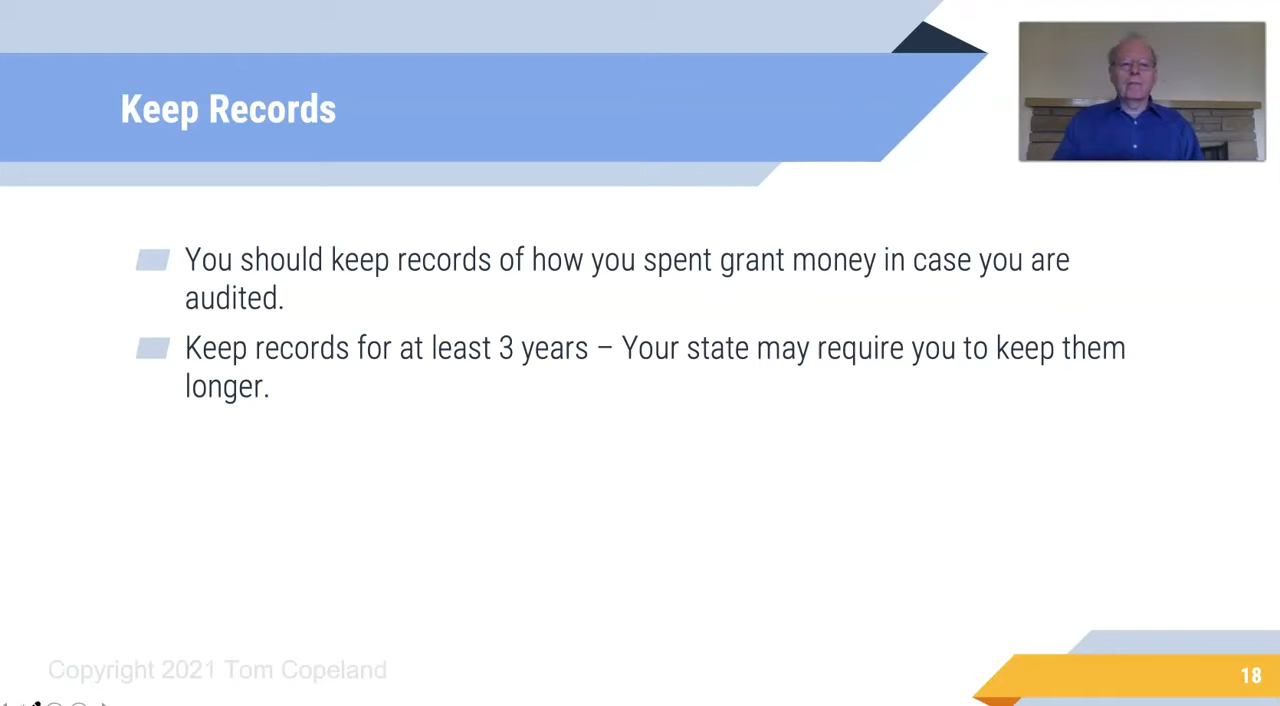 Keep Records
You should keep records of how you spent grant money in case you are
audited.
Keep records for at least 3 years – Your state may require you to keep them
longer.
Copyright 2021 Tom Copeland
18